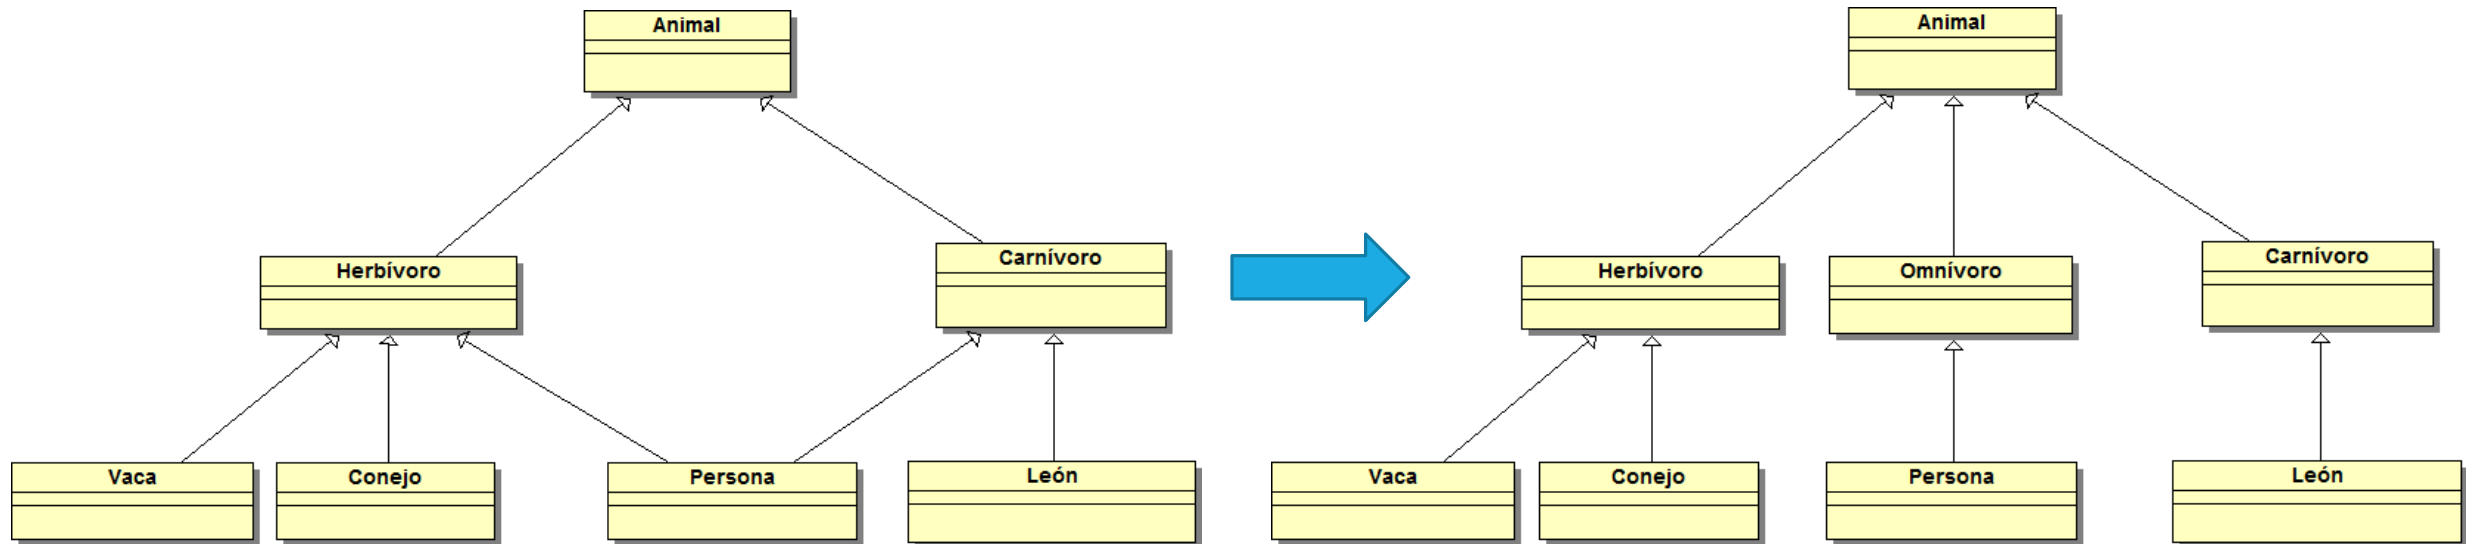 Animal
Herbívoro
Carnívoro
Vaca
Conejo
Persona
León
Animal
Herbívoro
Omnívoro
Carnívoro
Vaca
Conejo
Persona
León